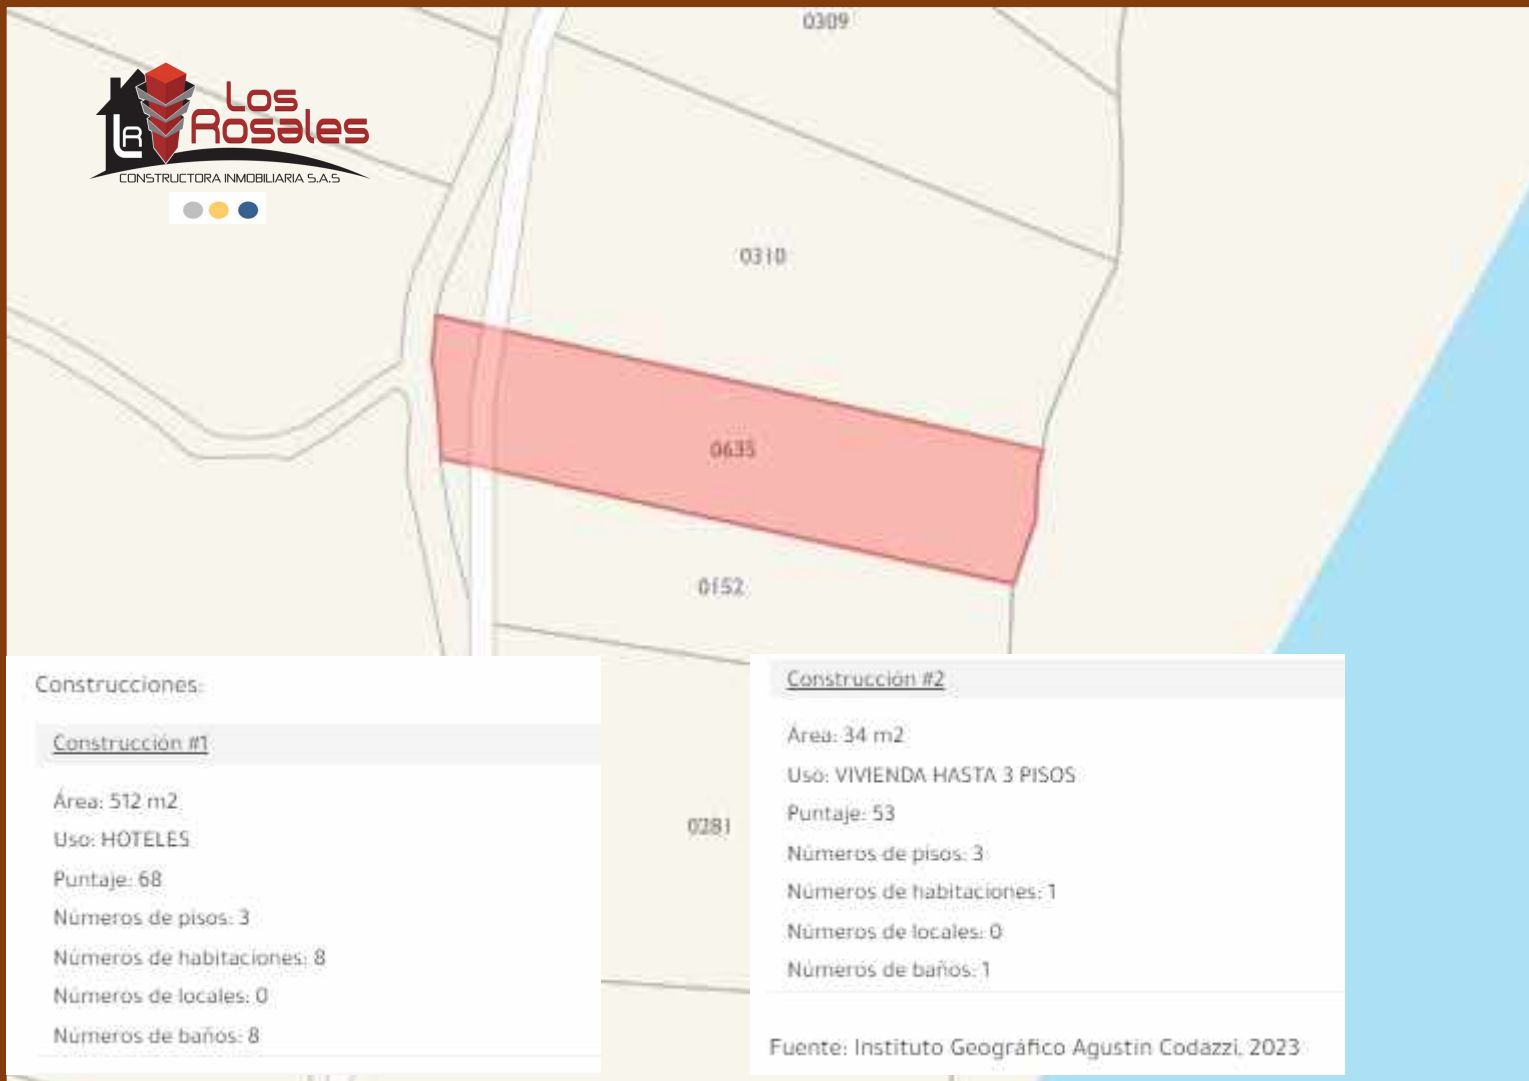 0309
LR
Los
Rosales
CONSTRUCTORA INMOBILIARIA S.A.S
0310
0635
0152
Construcciones:
Construcción #1
Área: 512 m2
Uso: HOTELES
Puntaje: 68
Números de pisos: 3
Números de habitaciones: 8
Números de locales: 0
Números de baños: 8
0281
Construcción #2
Área: 34 m2
Uso: VIVIENDA HASTA 3 PISOS
Puntaje: 53
Números de pisos: 3
Números de habitaciones: 1
Números de locales: 0
Números de baños: 1
Fuente: Instituto Geográfico Agustín Codazzi, 2023